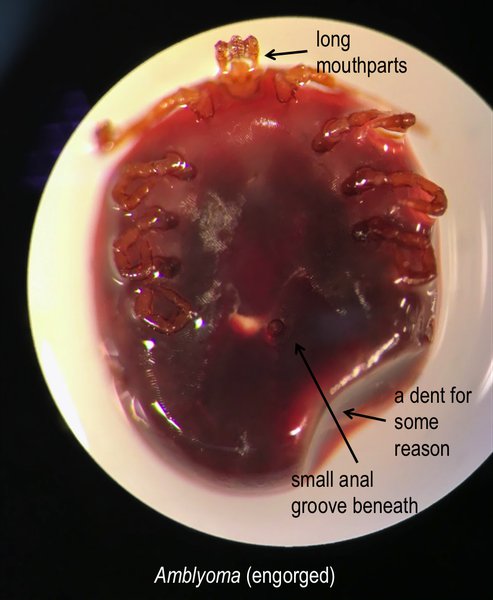 long
mouthparts
a dent for
some
reason
small anal
groove beneath
Amblyoma (engorged)